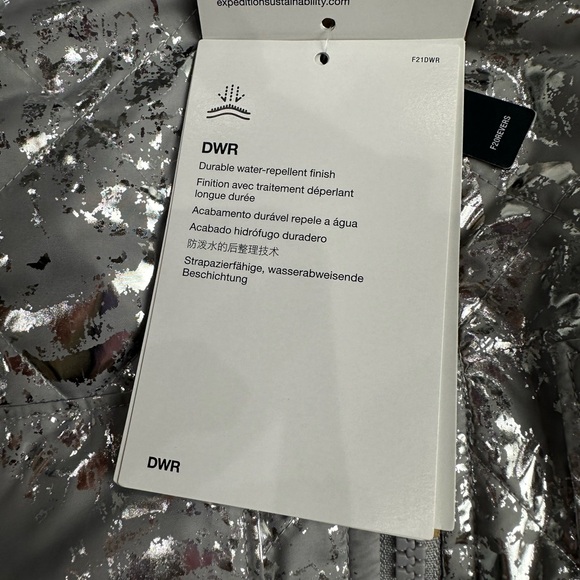 expeditionsustainability.com
F21DWR
F20REVERS
DWR
Durable water-repellent finish
Finition avec traitement déperlant
longue durée
Acabamento durável repele a água
Acabado hidrófugo duradero
防泼水的后整理技术
Strapazierfähige, wasserabweisende
Beschichtung
DWR